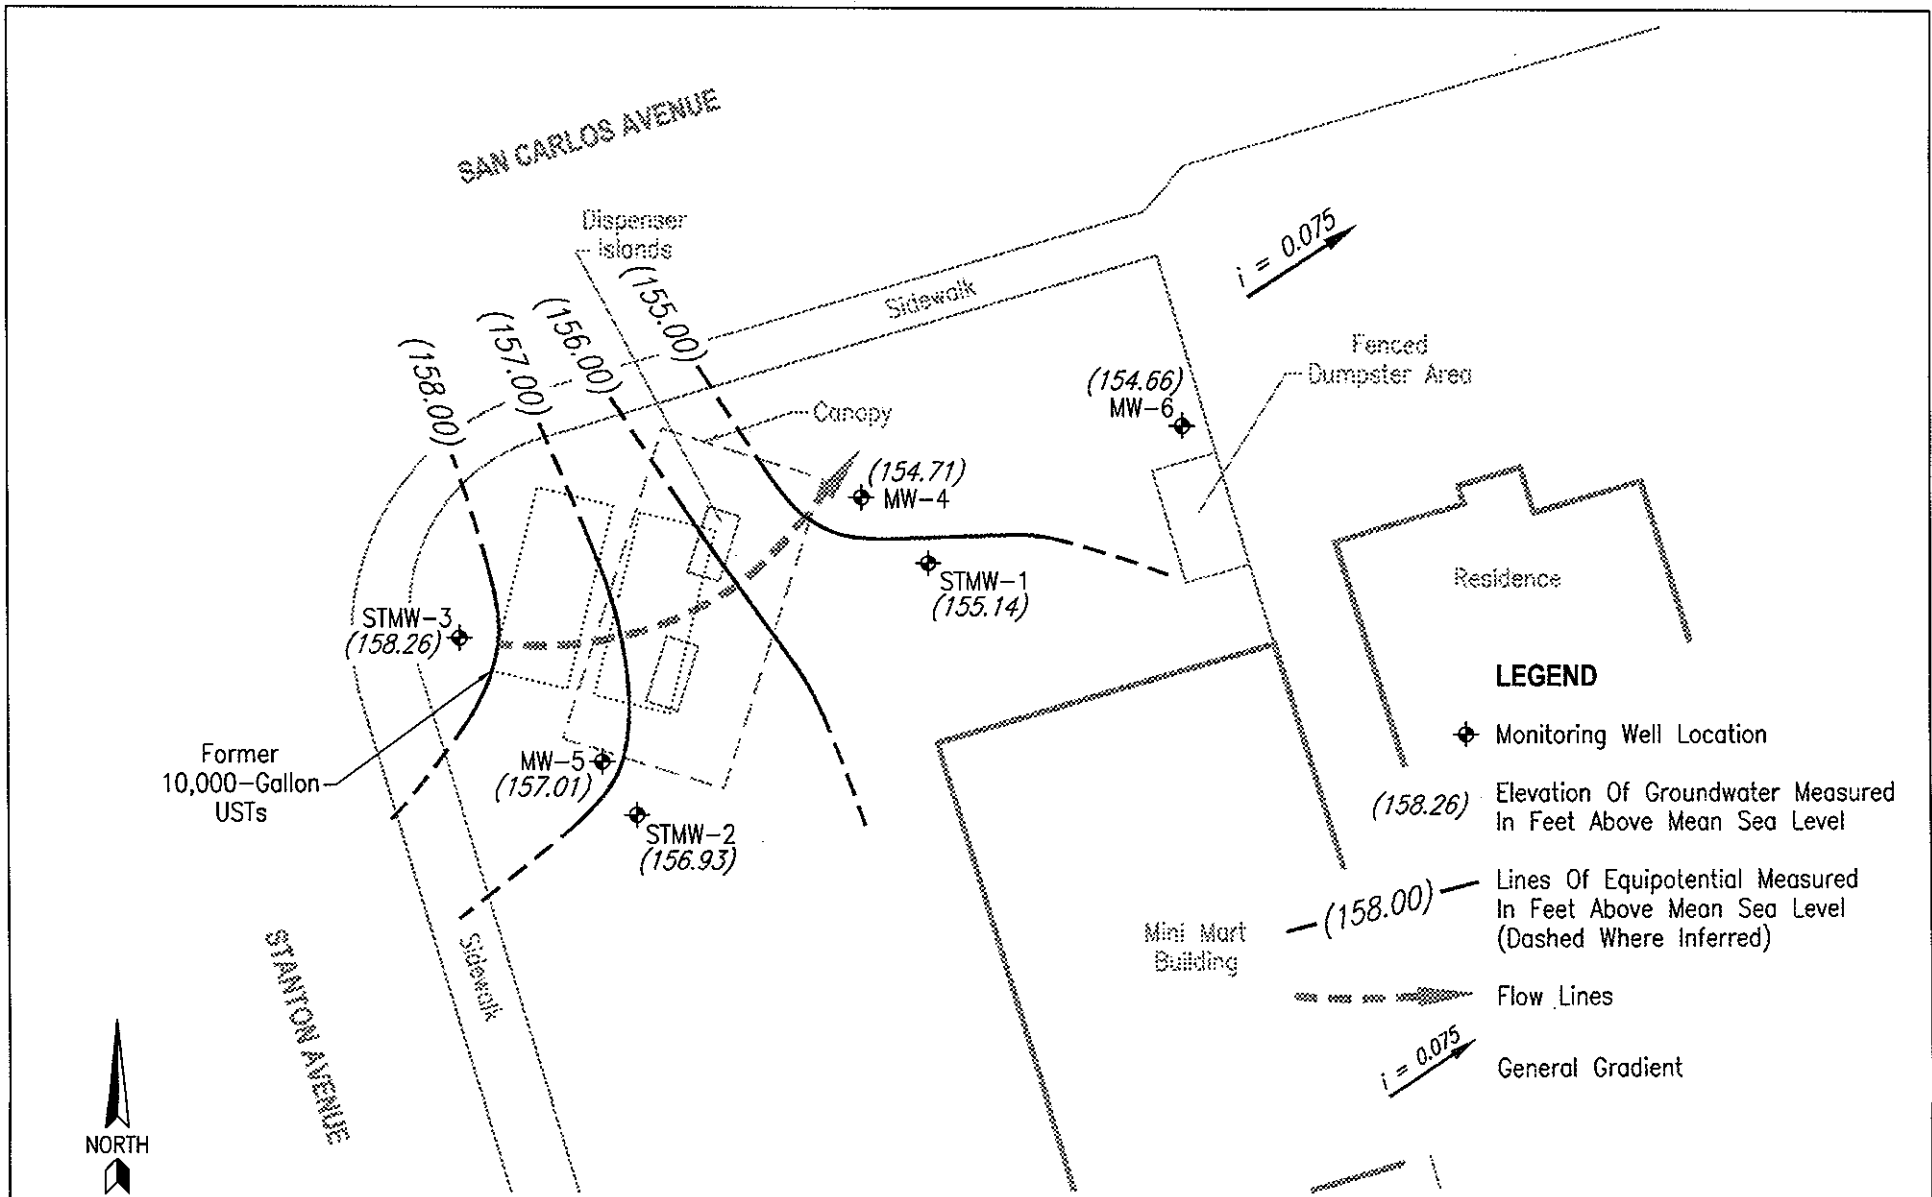 SAN CARLOS AVENUE
Dispenser
Islands
(155.00)
(156.00)
(157.00)
(158.00)
Sidewalk
i = 0.075
Fenced
Dumpster Area
Canopy
(154.66)
MW-6
(154.71)
MW-4
STMW-1
(155.14)
Residence
STMW-3
(158.26)
Former
10,000-Gallon
USTs
MW-5
(157.01)
STMW-2
(156.93)
Sidewalk
STANTON AVENUE
Mini Mart
Building
NORTH
LEGEND
Monitoring Well Location
(158.26)
Elevation Of Groundwater Measured
In Feet Above Mean Sea Level
(158.00)
Lines Of Equipotential Measured
In Feet Above Mean Sea Level
(Dashed Where Inferred)
Flow Lines
i = 0.075
General Gradient